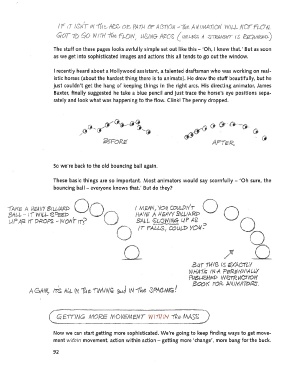 IF IT ISN'T IN THE ARC OR PATH OF ACTION - THE ANIMATION WILL NOT FLOW.
GOT TO GO WITH THE FLOW, USING ARCS (UNLESS A STRAIGHT IS REQUIRED)
The stuff on these pages looks awfully simple set out like this – 'Oh, I knew that.' But as soon
as we get into sophisticated images and actions this all tends to go out the window.
I recently heard about a Hollywood assistant, a talented draftsman who was working on real-
istic horses (about the hardest thing there is to animate). He drew the stuff beautifully, but he
just couldn't get the hang of keeping things in the right arcs. His directing animator, James
Baxter, finally suggested he take a blue pencil and just trace the horse's eye positions sepa-
rately and look what was happening to the flow. Clink! The penny dropped.
BEFORE
AFTER
So we're back to the old bouncing ball again.
These basic things are so important. Most animators would say scornfully – 'Oh sure, the
bouncing ball – everyone knows that.' But do they?
TAKE A HEAVY BILLIARD
BALL - IT WILL SPEED
UP AS IT DROPS - WON'T IT?
I MEAN, YOU COULDN'T
HAVE A HEAVY BILLIARD
BALL SLOWING UP AS
IT FALLS, COULD YOU?
BUT THIS IS EXACTLY
WHAT'S IN A PERENNIALLY
PUBLISHED INSTRUCTION
BOOK FOR ANIMATORS.
AGAIN, IT'S ALL IN THE TIMING and IN THE SPACING!
GETTING MORE MOVEMENT WITHIN THE MASS
Now we can start getting more sophisticated. We're going to keep finding ways to get move-
ment within movement, action within action – getting more 'change', more bang for the buck.
92